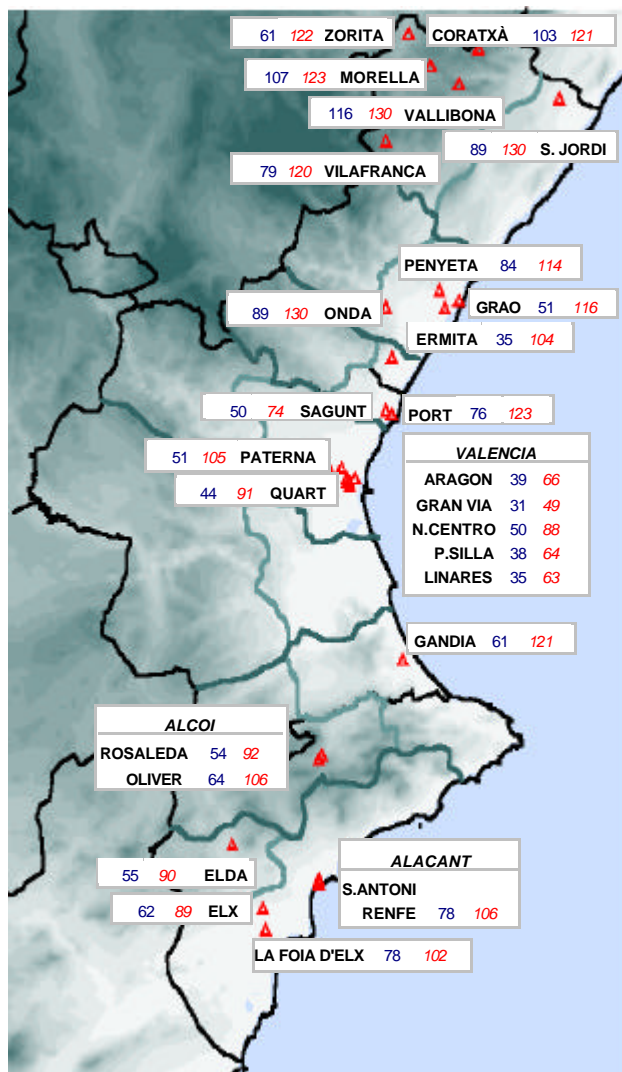 61 122 ZORITA
CORATXÀ 103 121
107 123 MORELLA
116 130 VALLIBONA
89 130 S. JORDI
79 120 VILAFRANCA
PENYETA 84 114
89 130 ONDA
GRAO 51 116
ERMITA 35 104
50 74 SAGUNT
PORT 76 123
51 105 PATERNA
44 91 QUART
VALENCIA
ARAGON 39 66
GRAN VIA 31 49
N.CENTRO 50 88
P.SILLA 38 64
LINARES 35 63
GANDIA 61 121
ALCOI
ROSALEDA 54 92
OLIVER 64 106
55 90 ELDA
62 89 ELX
ALACANT
S.ANTONI
RENFE 78 106
LA FOIA D'ELX 78 102